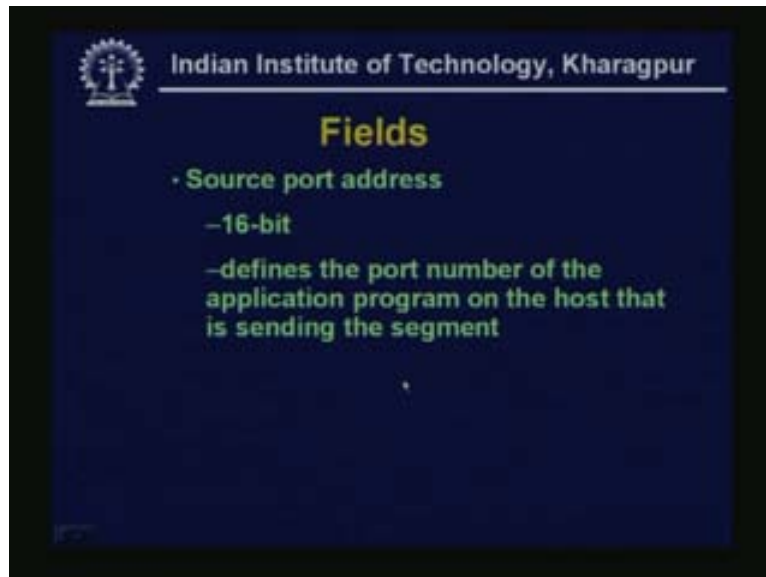 Indian Institute of Technology, Kharagpur
Fields
· Source port address
–16-bit
–defines the port number of the
application program on the host that
is sending the segment